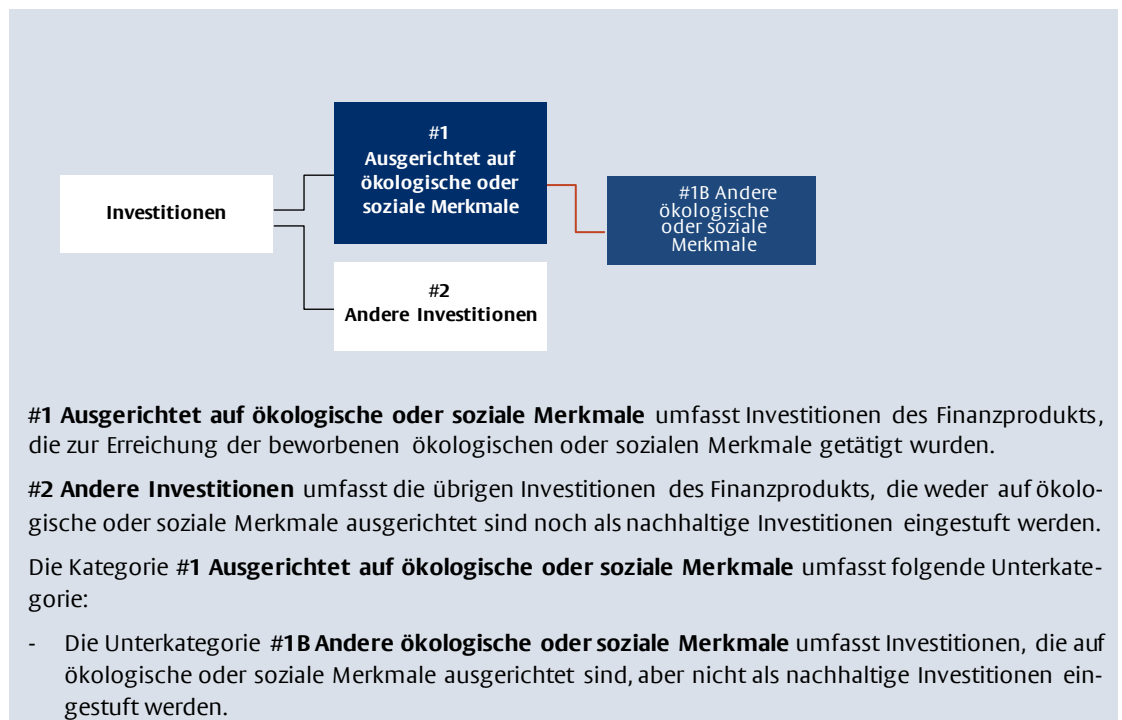 #1
Ausgerichtet auf
ökologische oder
soziale Merkmale
Investitionen
#1B Andere
ökologische
oder soziale
Merkmale
#2
Andere Investitionen
#1 Ausgerichtet auf ökologische oder soziale Merkmale umfasst Investitionen des Finanzprodukts,
die zur Erreichung der beworbenen ökologischen oder sozialen Merkmale getätigt wurden.
#2 Andere Investitionen umfasst die übrigen Investitionen des Finanzprodukts, die weder auf ökolo-
gische oder soziale Merkmale ausgerichtet sind noch als nachhaltige Investitionen eingestuft werden.
Die Kategorie #1 Ausgerichtet auf ökologische oder soziale Merkmale umfasst folgende Unterkate-
gorie:
- Die Unterkategorie #1B Andere ökologische oder soziale Merkmale umfasst Investitionen, die auf
ökologische oder soziale Merkmale ausgerichtet sind, aber nicht als nachhaltige Investitionen ein-
gestuft werden.